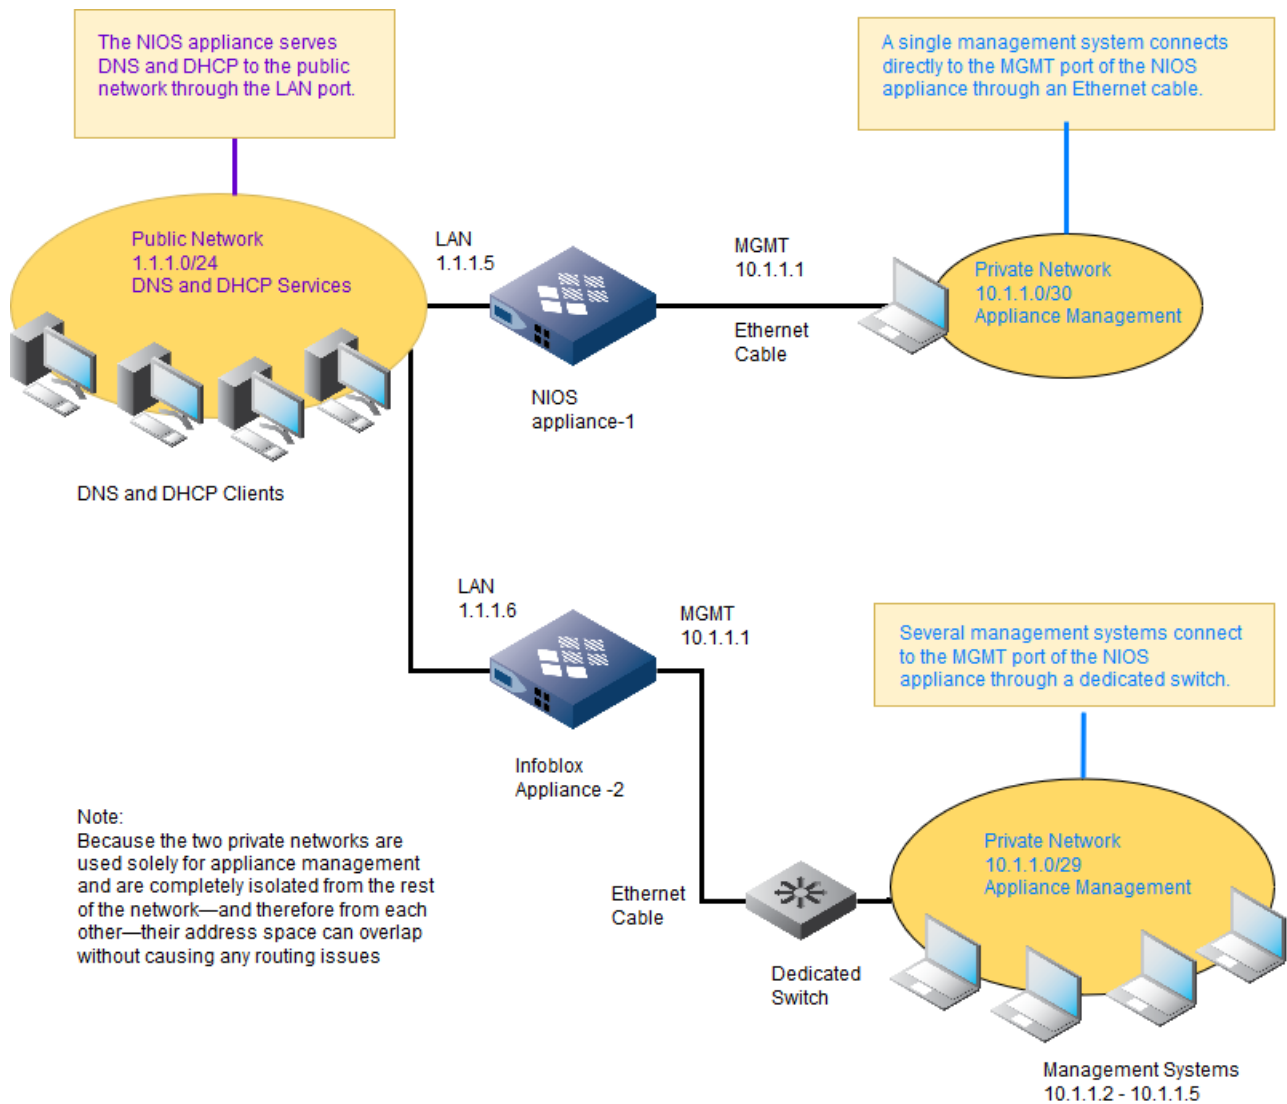 The NIOS appliance serves
DNS and DHCP to the public
network through the LAN port.
A single management system connects
directly to the MGMT port of the NIOS
appliance through an Ethernet cable.
Public Network
1.1.1.0/24
DNS and DHCP Services
LAN
1.1.1.5
MGMT
10.1.1.1
Private Network
10.1.1.0/30
Appliance Management
Ethernet
Cable
NIOS
appliance-1
DNS and DHCP Clients
LAN
1.1.1.6
MGMT
10.1.1.1
Several management systems connect
to the MGMT port of the NIOS
appliance through a dedicated switch.
Infoblox
Appliance -2
Note:
Because the two private networks are
used solely for appliance management
and are completely isolated from the rest
of the network—and therefore from each
other—their address space can overlap
without causing any routing issues
Private Network
10.1.1.0/29
Appliance Management
Ethernet
Cable
Dedicated
Switch
Management Systems
10.1.1.2 - 10.1.1.5